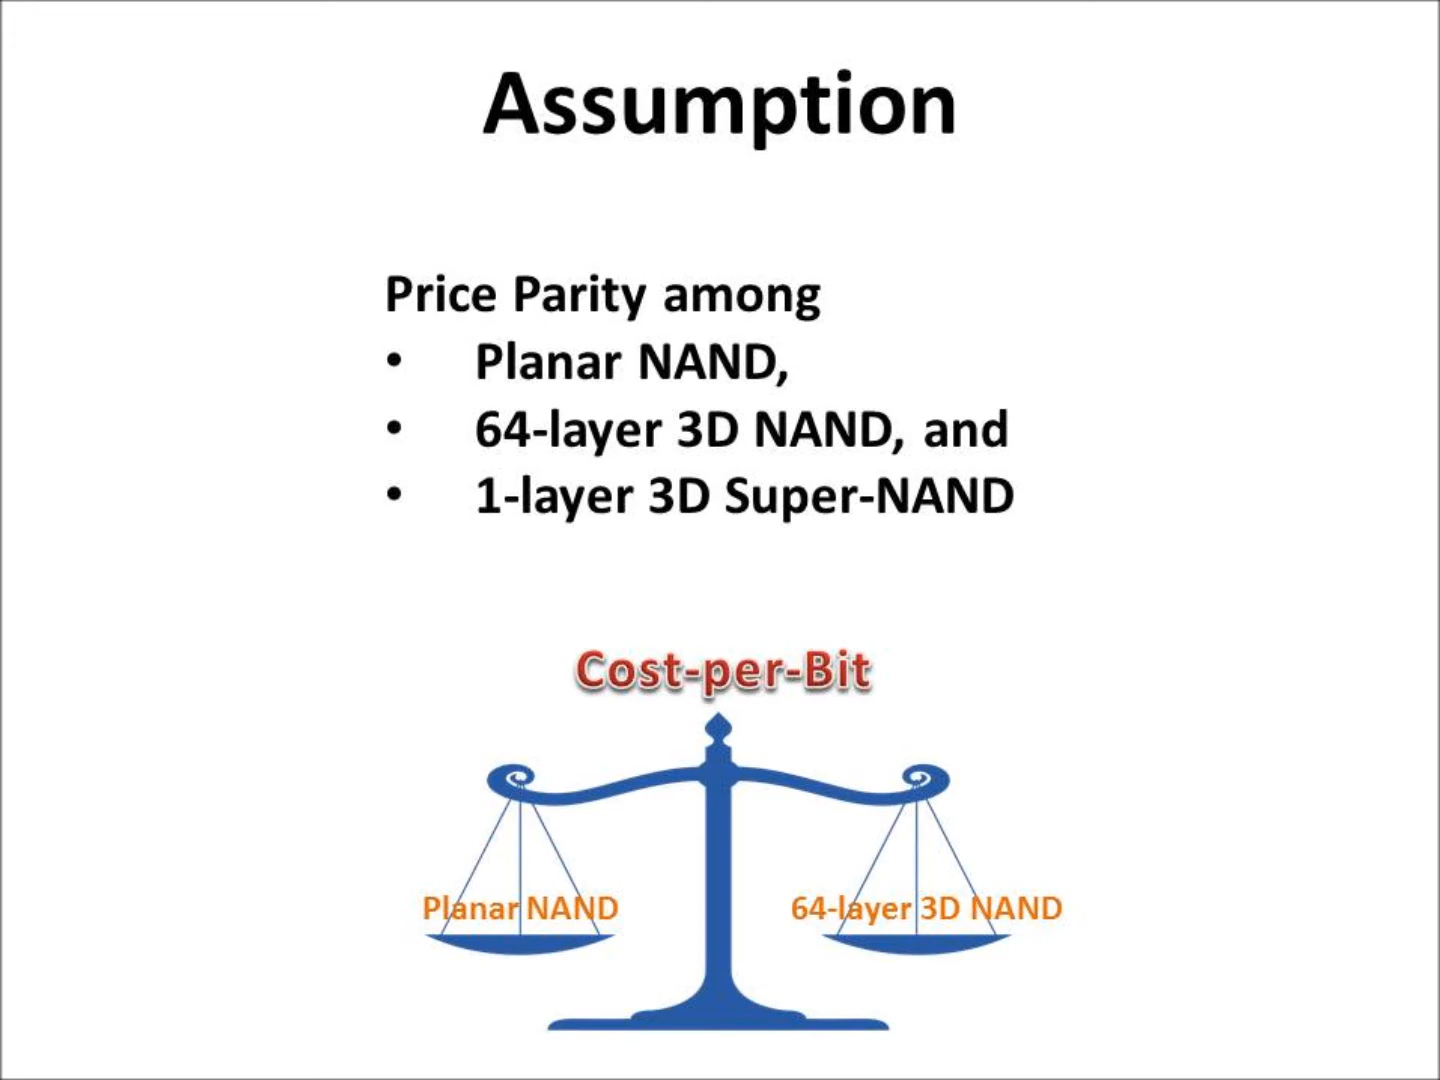 Assumption
Price Parity among
• Planar NAND,
• 64-layer 3D NAND, and
• 1-layer 3D Super-NAND
Cost-per-Bit
Planar NAND
64-layer 3D NAND